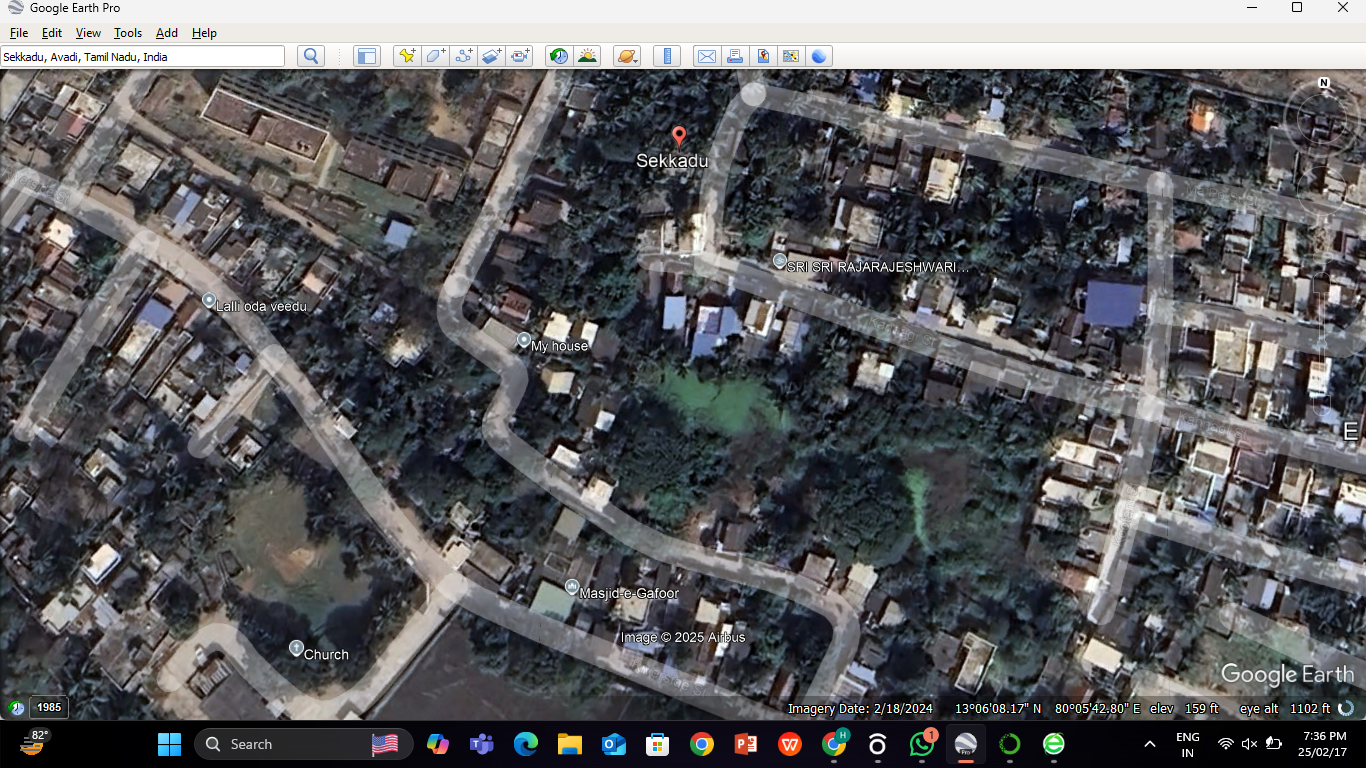 Google Earth Pro
File Edit View Tools Add Help
Sekkadu, Avadi, Tamil Nadu, India
N
Sekkadu
SRI SRI RAJARAJESHWARI...
Lalli oda veedu
My house
E
Masjid-e-Gafoor
Image © 2025 Airbus
Church
Google Earth
1985
Imagery Date: 2/18/2024 13°06'08.17" N 80°05'42.80" E elev 159 ft eye alt 1102 ft
82°
Search
H
1
Pro
ENG
IN
7:36 PM
25/02/17